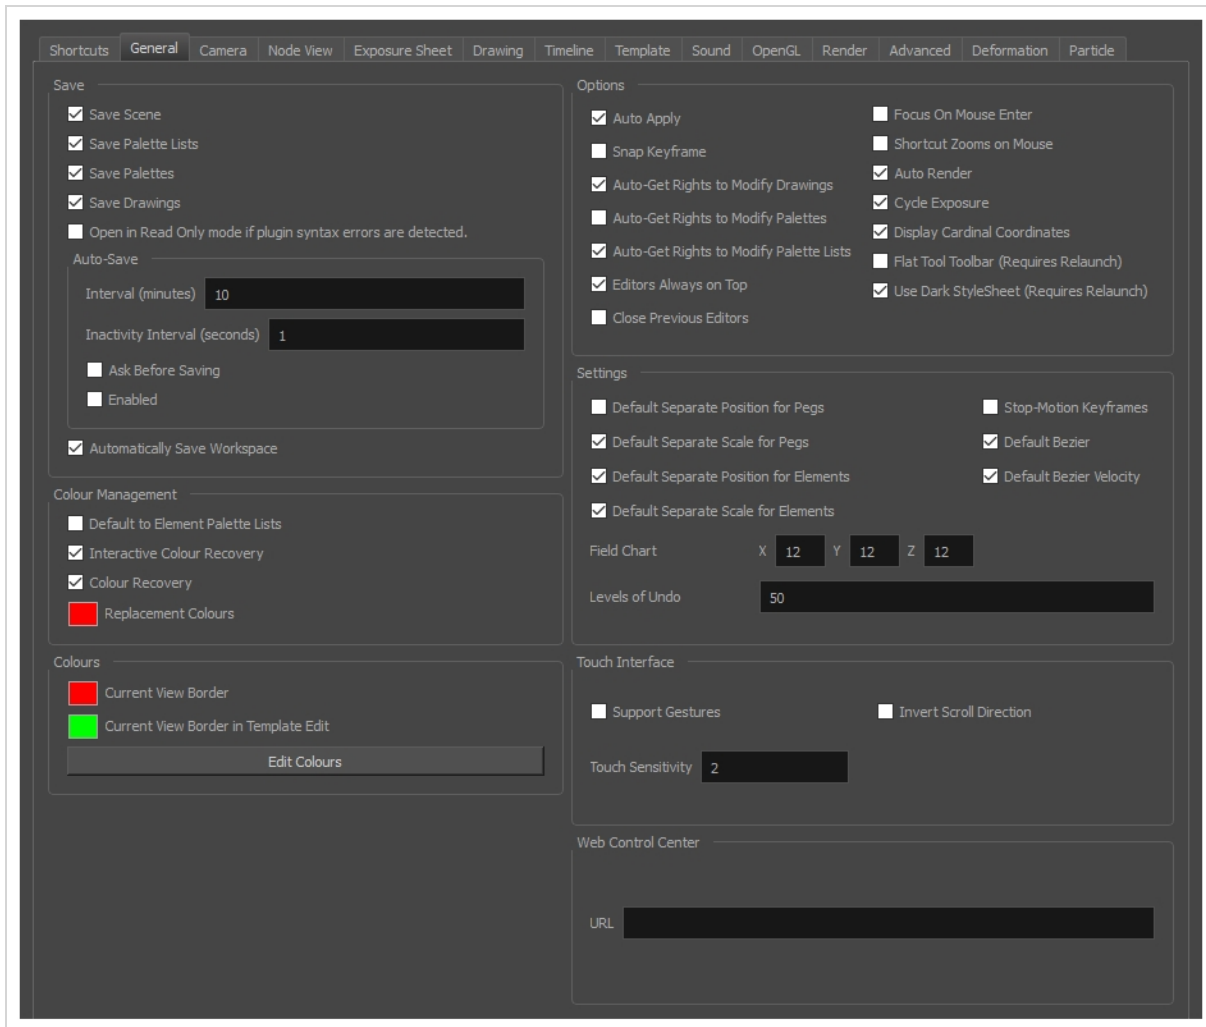 Shortcuts General Camera Node View Exposure Sheet Drawing Timeline Template Sound OpenGL Render Advanced Deformation Particle
Save
Save Scene
Save Palette Lists
Save Palettes
Save Drawings
Open in Read Only mode if plugin syntax errors are detected.
Auto-Save
Interval (minutes) 10
Inactivity Interval (seconds) 1
Ask Before Saving
Enabled
Automatically Save Workspace
Colour Management
Default to Element Palette Lists
Interactive Colour Recovery
Colour Recovery
Replacement Colours
Colours
Current View Border
Current View Border in Template Edit
Edit Colours
Options
Auto Apply
Snap Keyframe
Auto-Get Rights to Modify Drawings
Auto-Get Rights to Modify Palettes
Auto-Get Rights to Modify Palette Lists
Editors Always on Top
Close Previous Editors
Focus On Mouse Enter
Shortcut Zooms on Mouse
Auto Render
Cycle Exposure
Display Cardinal Coordinates
Flat Tool Toolbar (Requires Relaunch)
Use Dark StyleSheet (Requires Relaunch)
Settings
Default Separate Position for Pegs
Default Separate Scale for Pegs
Default Separate Position for Elements
Default Separate Scale for Elements
Stop-Motion Keyframes
Default Bezier
Default Bezier Velocity
Field Chart X 12 Y 12 Z 12
Levels of Undo 50
Touch Interface
Support Gestures Invert Scroll Direction
Touch Sensitivity 2
Web Control Center
URL